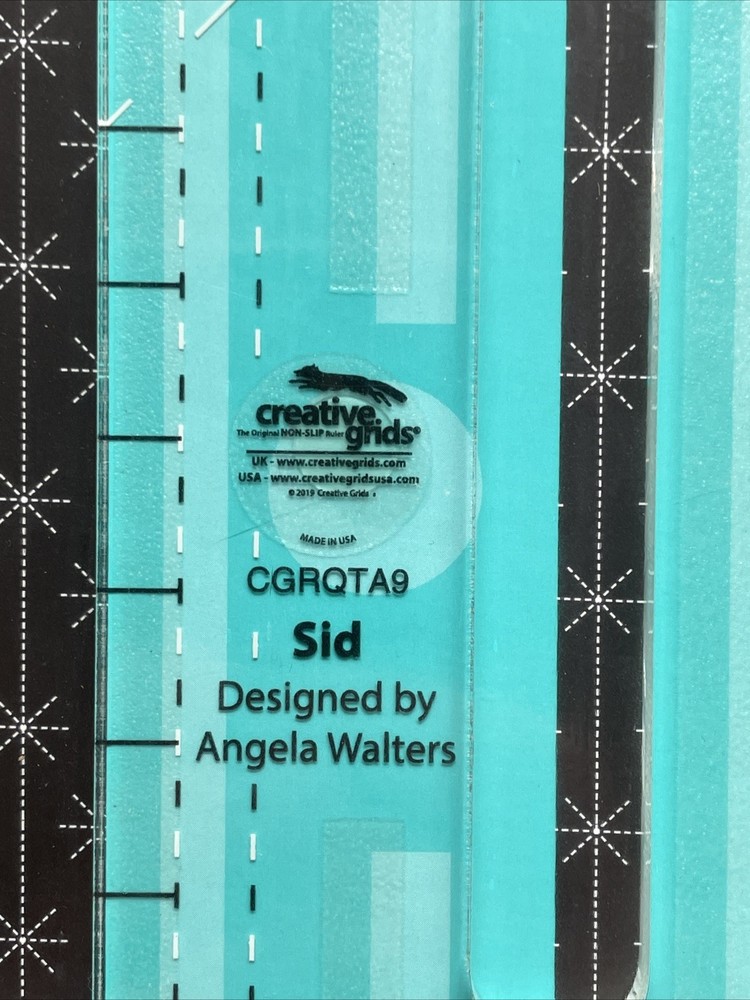 creative
The Original NON-SLIP Ruler grids®
UK - www.creativegrids.com
USA - www.creativegridsusa.com
© 2019 Creative Grids
MADE IN USA
CGRQTA9
Sid
Designed by
Angela Walters